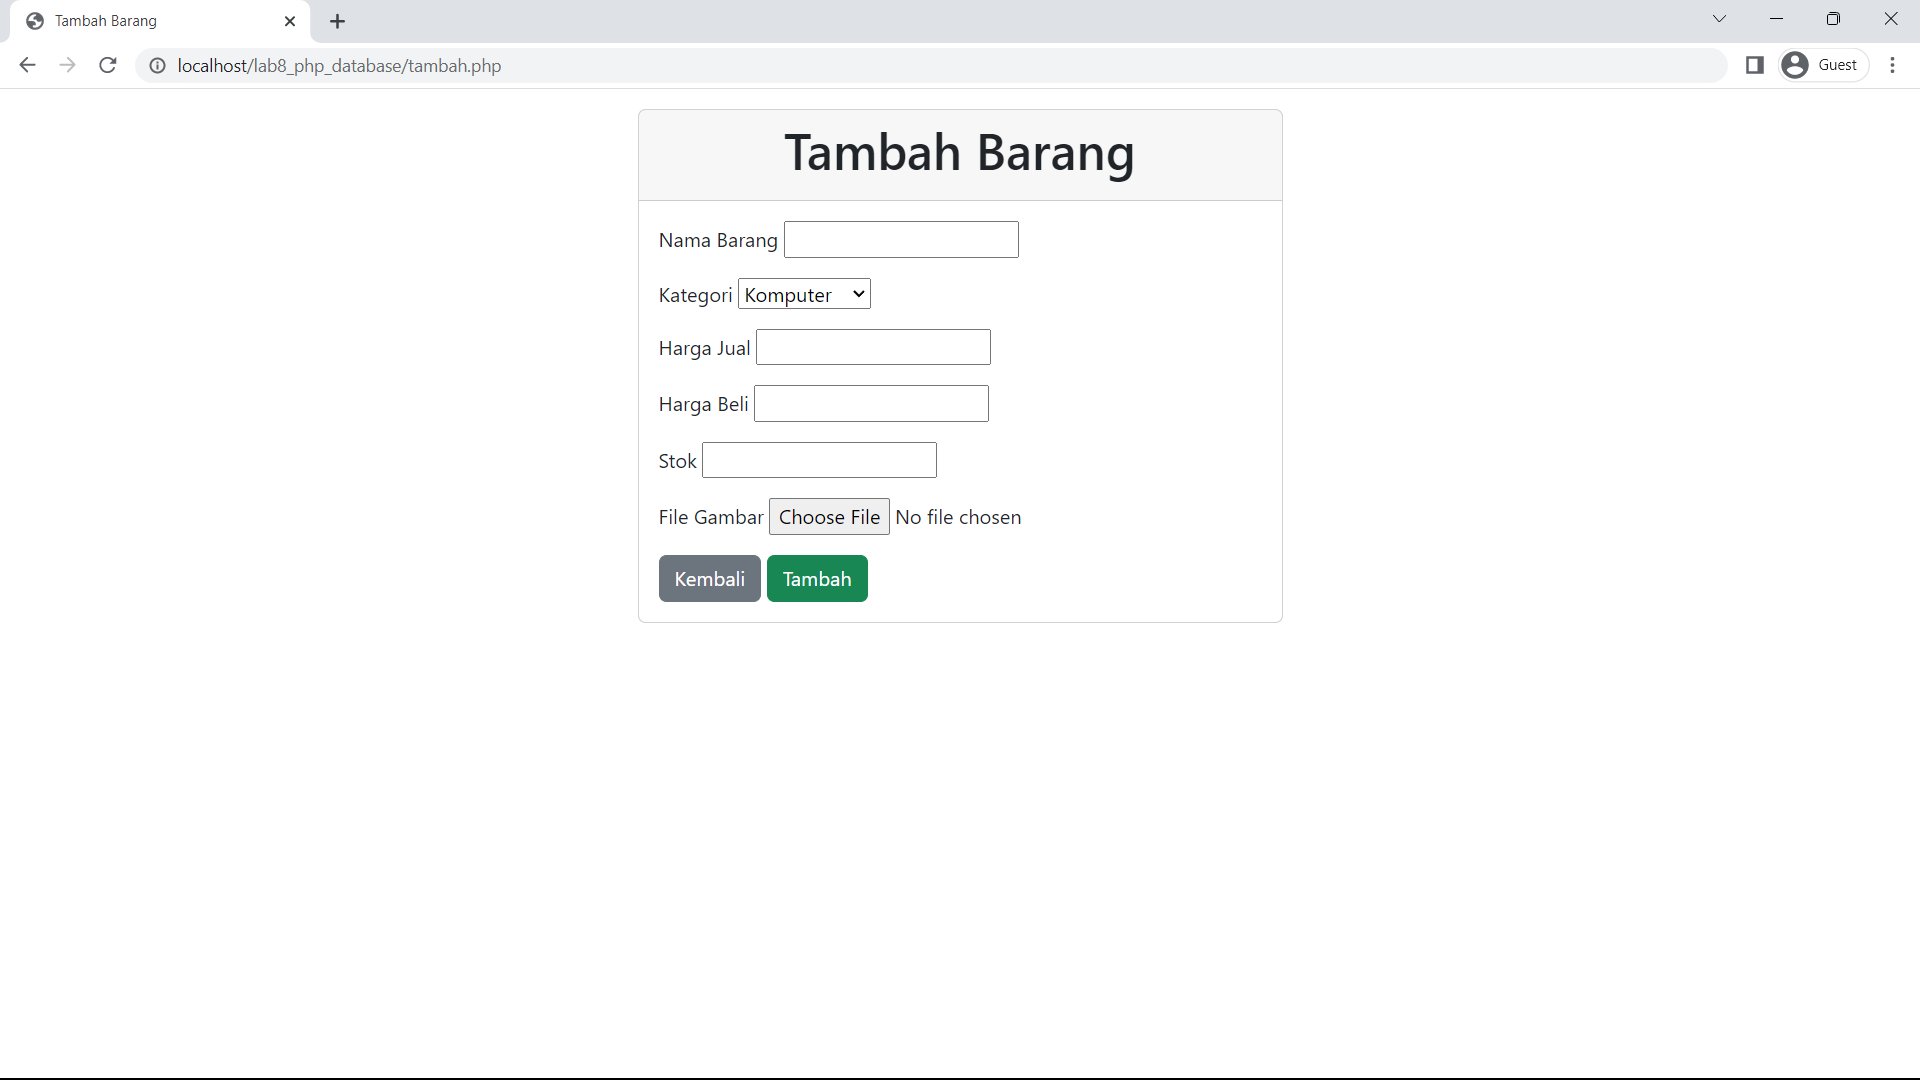 Tambah Barang
localhost/lab8_php_database/tambah.php
Guest
Tambah Barang
Nama Barang
Kategori Komputer
Harga Jual
Harga Beli
Stok
File Gambar Choose File No file chosen
Kembali Tambah